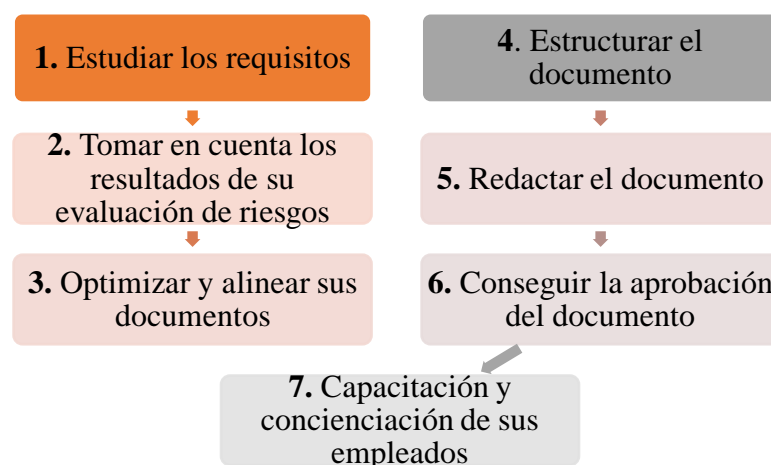 1. Estudiar los requisitos
2. Tomar en cuenta los
resultados de su
evaluación de riesgos
3. Optimizar y alinear sus
documentos
4. Estructurar el
documento
5. Redactar el documento
6. Conseguir la aprobación
del documento
7. Capacitación y
concienciación de sus
empleados